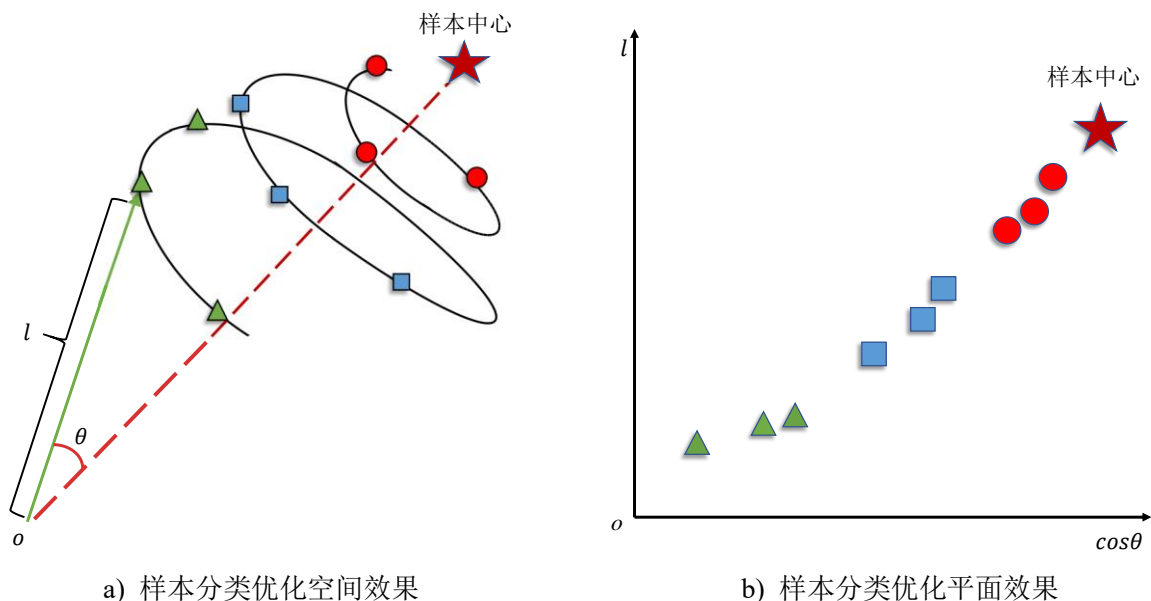 样本中心
l
θ
o
a) 样本分类优化空间效果
l
样本中心
o
cosθ
b) 样本分类优化平面效果